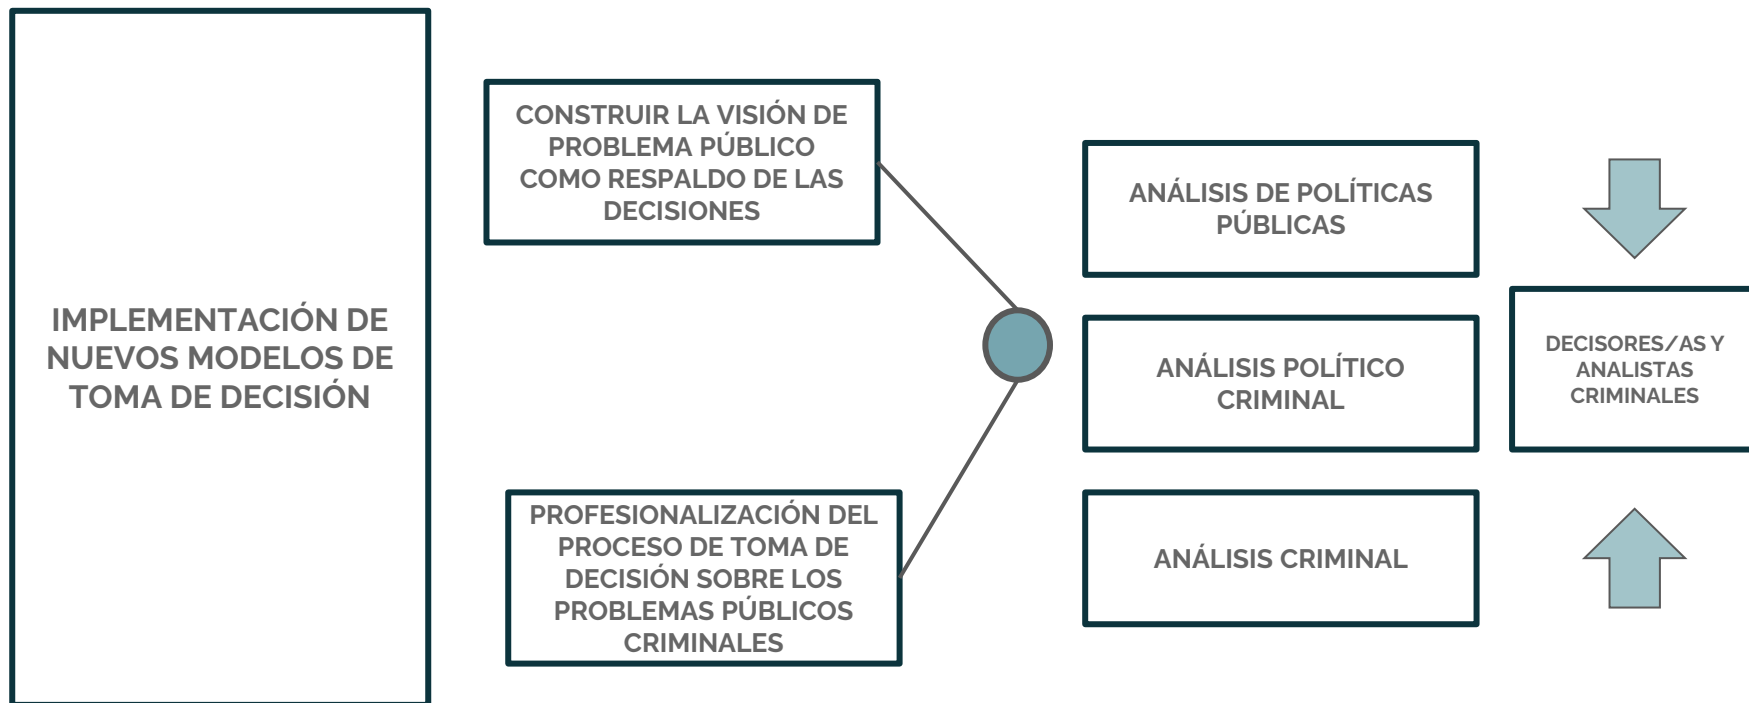 IMPLEMENTACIÓN DE
NUEVOS MODELOS DE
TOMA DE DECISIÓN
CONSTRUIR LA VISIÓN DE
PROBLEMA PÚBLICO
COMO RESPALDO DE LAS
DECISIONES
PROFESIONALIZACIÓN DEL
PROCESO DE TOMA DE
DECISIÓN SOBRE LOS
PROBLEMAS PÚBLICOS
CRIMINALES
ANÁLISIS DE POLÍTICAS
PÚBLICAS
ANÁLISIS POLÍTICO
CRIMINAL
ANÁLISIS CRIMINAL
DECISORES/AS Y
ANALISTAS
CRIMINALES